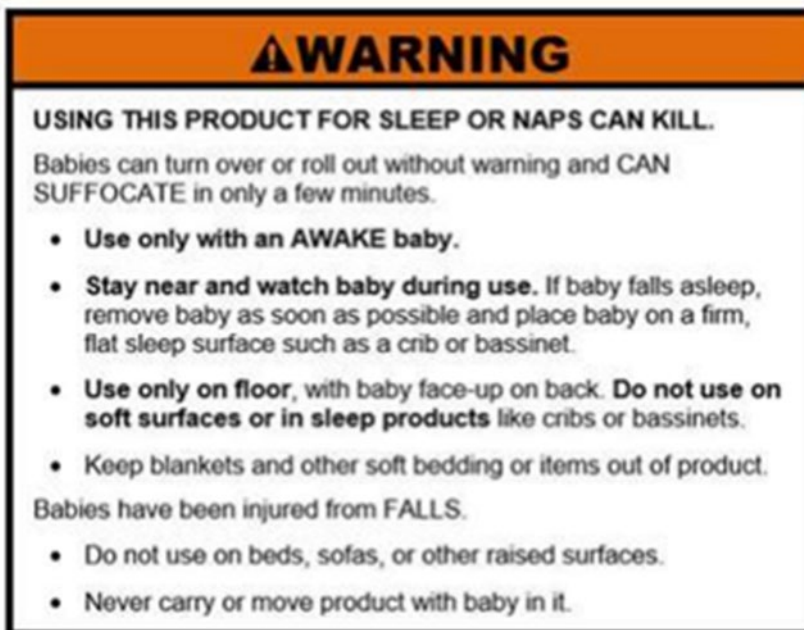 ⚠WARNING
USING THIS PRODUCT FOR SLEEP OR NAPS CAN KILL.
Babies can turn over or roll out without warning and CAN
SUFFOCATE in only a few minutes.
• Use only with an AWAKE baby.
• Stay near and watch baby during use. If baby falls asleep,
remove baby as soon as possible and place baby on a firm,
flat sleep surface such as a crib or bassinet.
• Use only on floor, with baby face-up on back. Do not use on
soft surfaces or in sleep products like cribs or bassinets.
• Keep blankets and other soft bedding or items out of product.
Babies have been injured from FALLS.
• Do not use on beds, sofas, or other raised surfaces.
• Never carry or move product with baby in it.